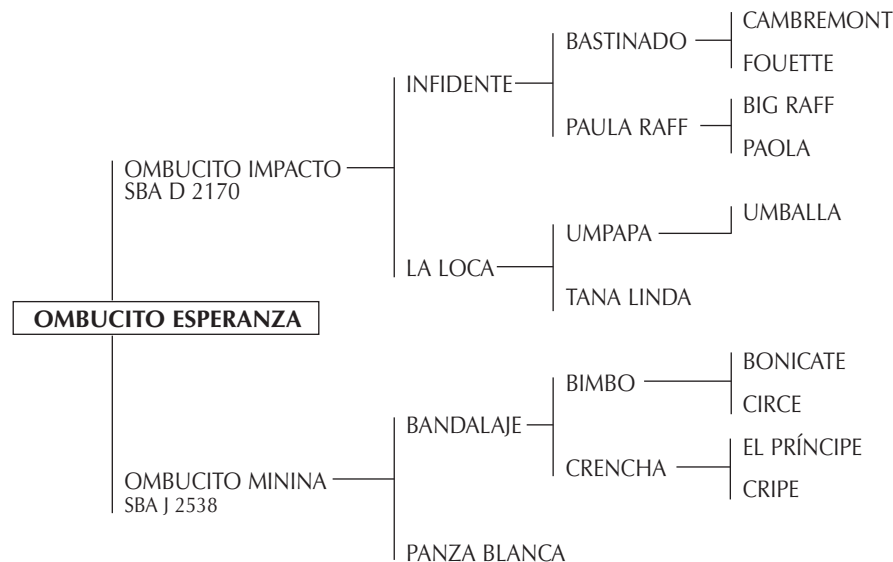 CAMBREMONT
BASTINADO
FOUETTE
INFIDENTE
BIG RAFF
PAULA RAFF
PAOLA
OMBUCITO IMPACTO
SBA D 2170
UMBALLA
UMPAPA
LA LOCA
TANA LINDA
OMBUCITO ESPERANZA
BONICATE
BIMBO
CIRCE
BANDALAJE
EL PRÍNCIPE
CRENCHA
CRIPE
OMBUCITO MININA
SBA J 2538
PANZA BLANCA